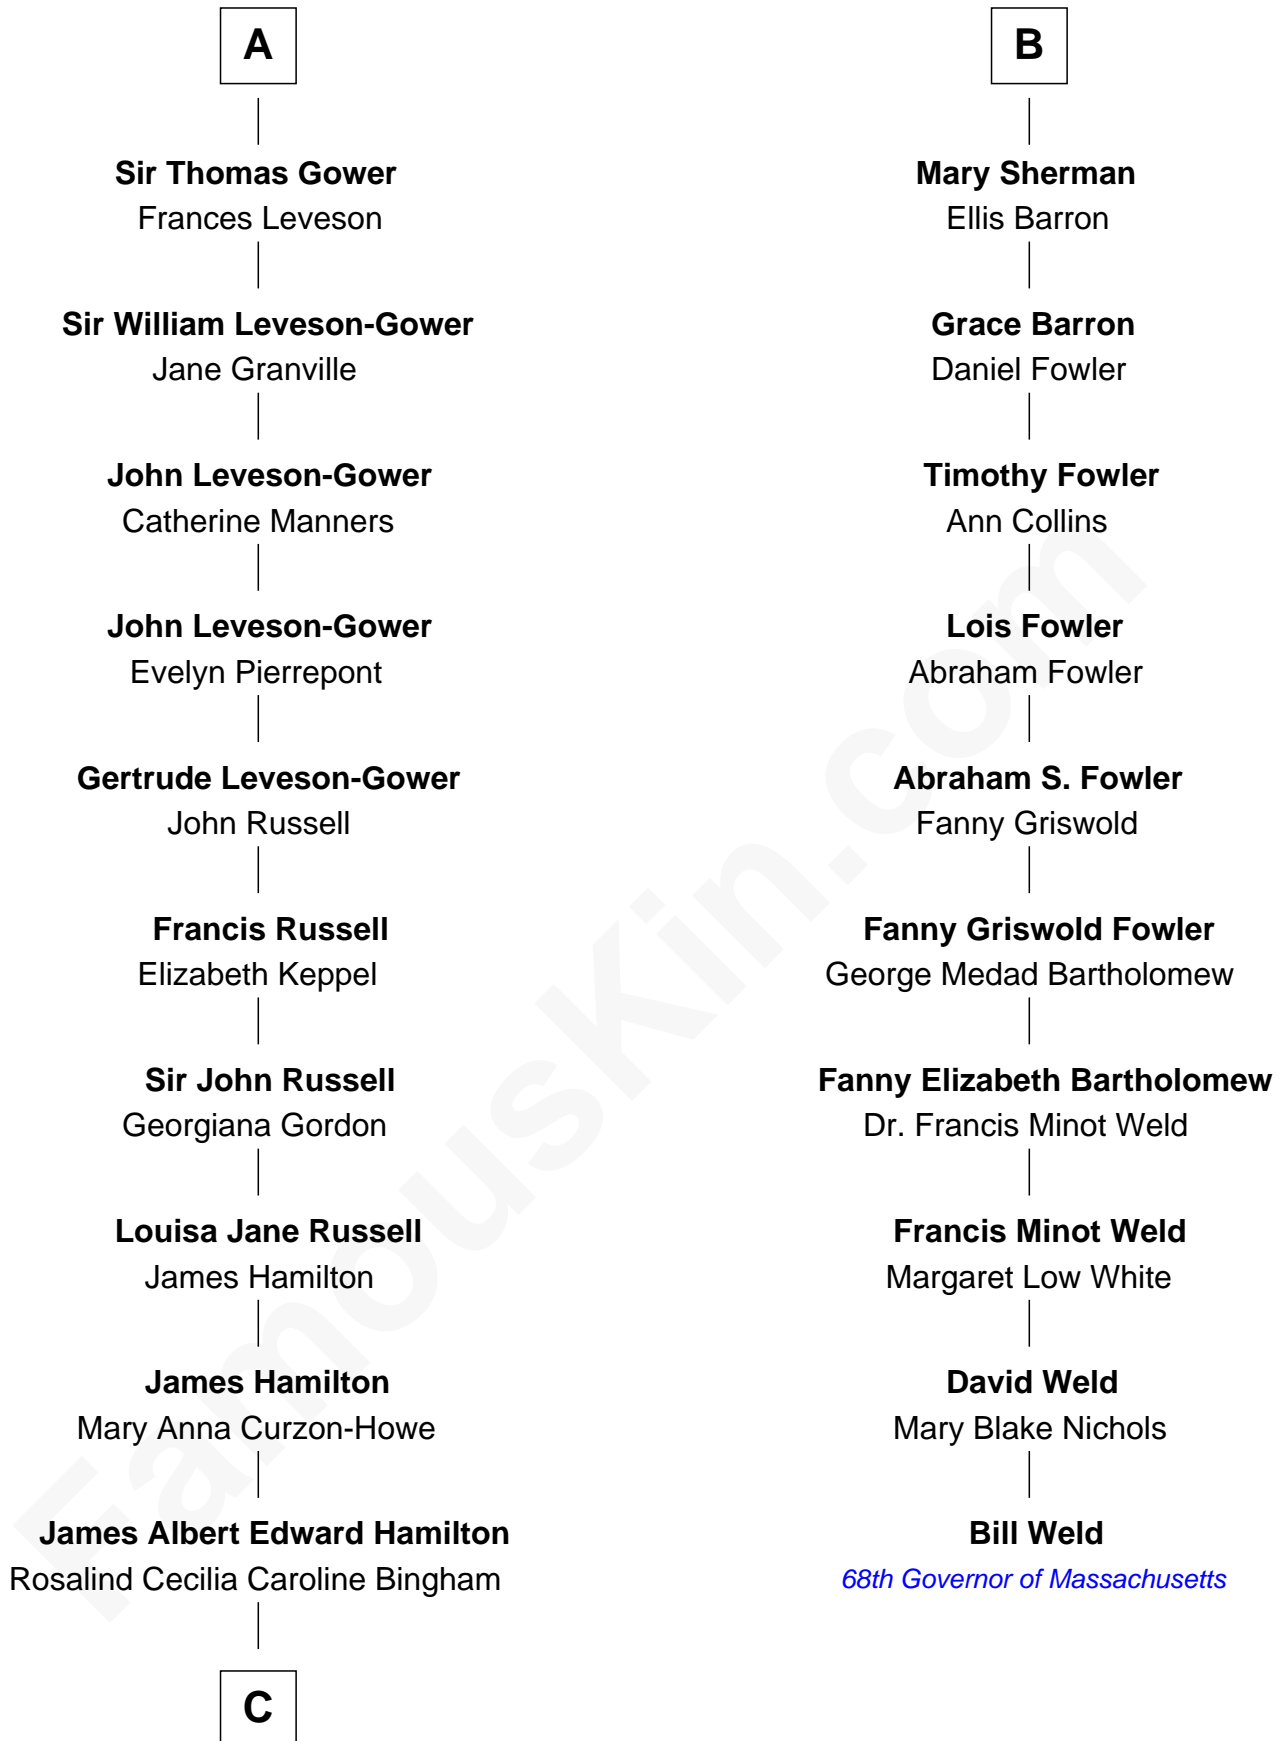 A
Sir Thomas Gower
Frances Leveson
Sir William Leveson-Gower
Jane Granville
John Leveson-Gower
Catherine Manners
John Leveson-Gower
Evelyn Pierrepont
Gertrude Leveson-Gower
John Russell
Francis Russell
Elizabeth Keppel
Sir John Russell
Georgiana Gordon
Louisa Jane Russell
James Hamilton
James Hamilton
Mary Anna Curzon-Howe
James Albert Edward Hamilton
Rosalind Cecilia Caroline Bingham
C
B
Mary Sherman
Ellis Barron
Grace Barron
Daniel Fowler
Timothy Fowler
Ann Collins
Lois Fowler
Abraham Fowler
Abraham S. Fowler
Fanny Griswold
Fanny Griswold Fowler
George Medad Bartholomew
Fanny Elizabeth Bartholomew
Dr. Francis Minot Weld
Francis Minot Weld
Margaret Low White
David Weld
Mary Blake Nichols
Bill Weld
68th Governor of Massachusetts
FamousKin.com